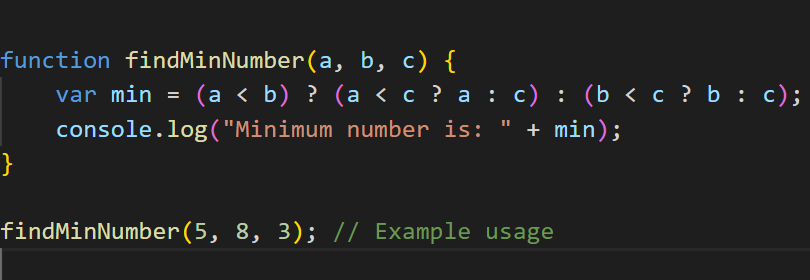 function findMinNumber(a, b, c) {
    var min = (a < b) ? (a < c ? a : c) : (b < c ? b : c);
    console.log("Minimum number is: " + min);
}
findMinNumber(5, 8, 3); // Example usage